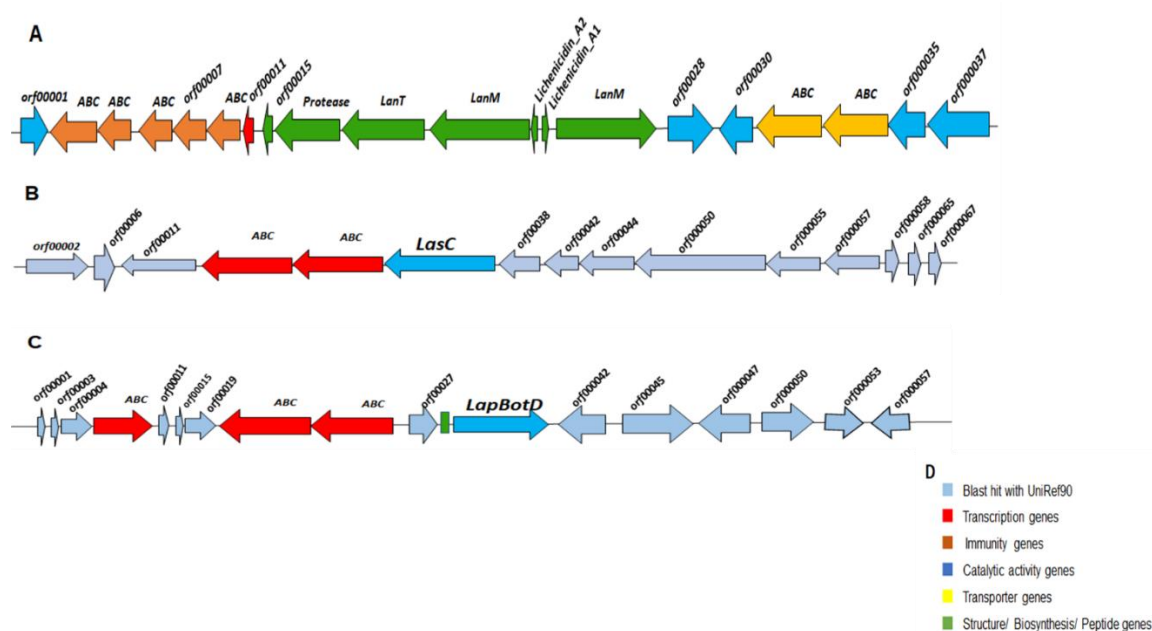 A
orf00001 ABC ABC ABC orf00007 ABC orf00011 orf00015 Protease LanT LanM Lichenicidin_A2 Lichenicidin_A1 LanM orf00028 orf00030 ABC ABC orf000035 orf000037
B
orf00002 orf00006 orf00011 ABC ABC LasC orf00038 orf00042 orf00044 orf000050 orf000055 orf000057 orf000058 orf000065 orf000067
C
orf00001 orf00003 orf00004 ABC orf00011 orf00015 orf00019 ABC ABC orf00027 LapBotD orf000042 orf00045 orf000047 orf000050 orf000053 orf000057
D
Blast hit with UniRef90
Transcription genes
Immunity genes
Catalytic activity genes
Transporter genes
Structure/ Biosynthesis/ Peptide genes